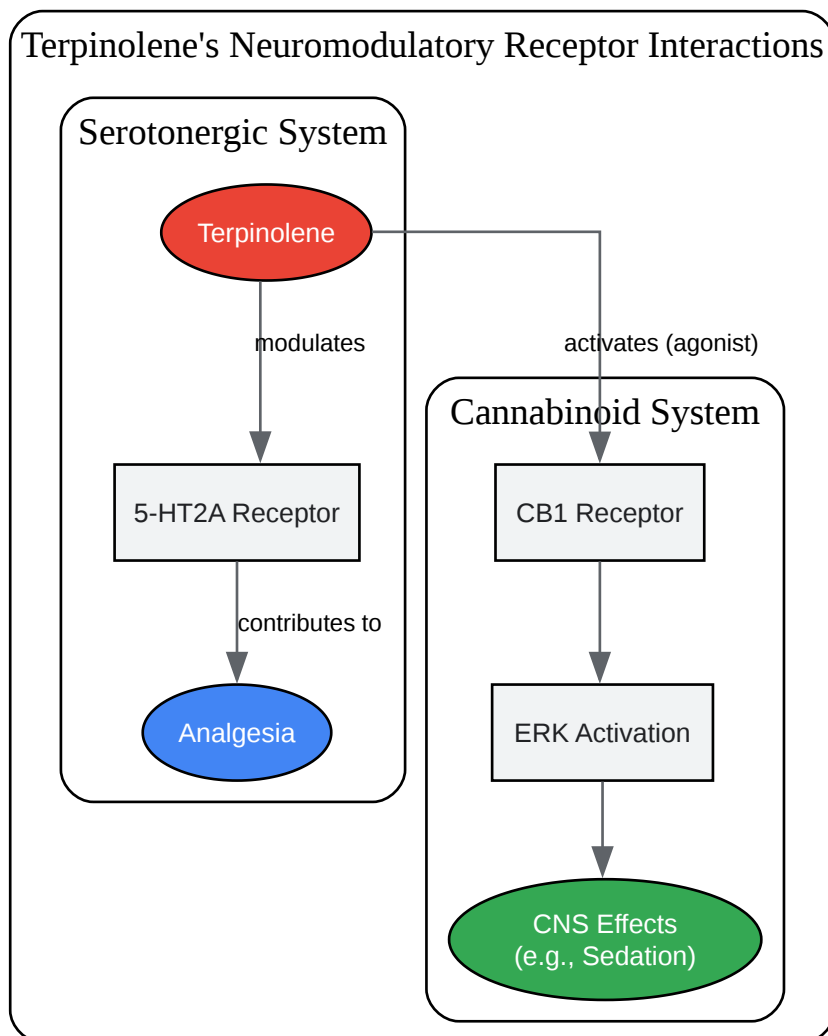 Terpinolene's Neuromodulatory Receptor Interactions
Serotonergic System
Terpinolene
modulates
activates (agonist)
Cannabinoid System
5-HT2A Receptor
CB1 Receptor
contributes to
Analgesia
ERK Activation
CNS Effects
(e.g., Sedation)